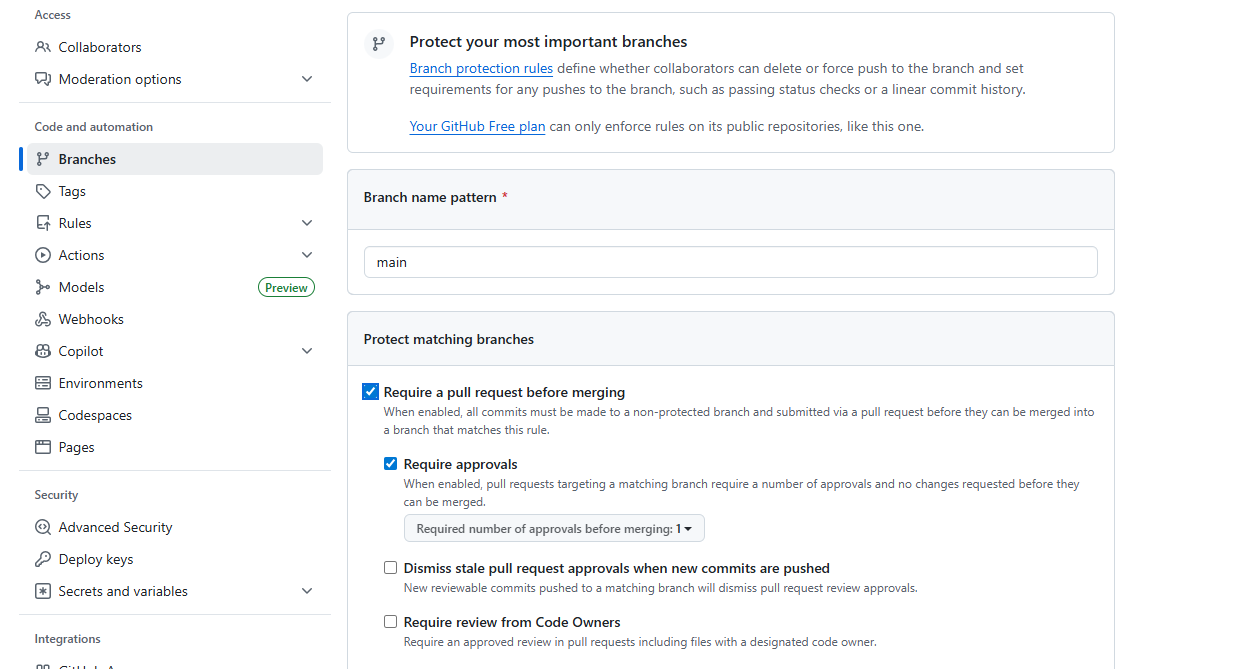 Access
Collaborators
Moderation options
Code and automation
Branches
Tags
Rules
Actions
Models
Preview
Webhooks
Copilot
Environments
Codespaces
Pages
Security
Advanced Security
Deploy keys
Secrets and variables
Integrations
Protect your most important branches
Branch protection rules define whether collaborators can delete or force push to the branch and set
requirements for any pushes to the branch, such as passing status checks or a linear commit history.
Your GitHub Free plan can only enforce rules on its public repositories, like this one.
Branch name pattern *
main
Protect matching branches
Require a pull request before merging
When enabled, all commits must be made to a non-protected branch and submitted via a pull request before they can be merged into
a branch that matches this rule.
Require approvals
When enabled, pull requests targeting a matching branch require a number of approvals and no changes requested before they
can be merged.
Required number of approvals before merging: 1
Dismiss stale pull request approvals when new commits are pushed
New reviewable commits pushed to a matching branch will dismiss pull request review approvals.
Require review from Code Owners
Require an approved review in pull requests including files with a designated code owner.